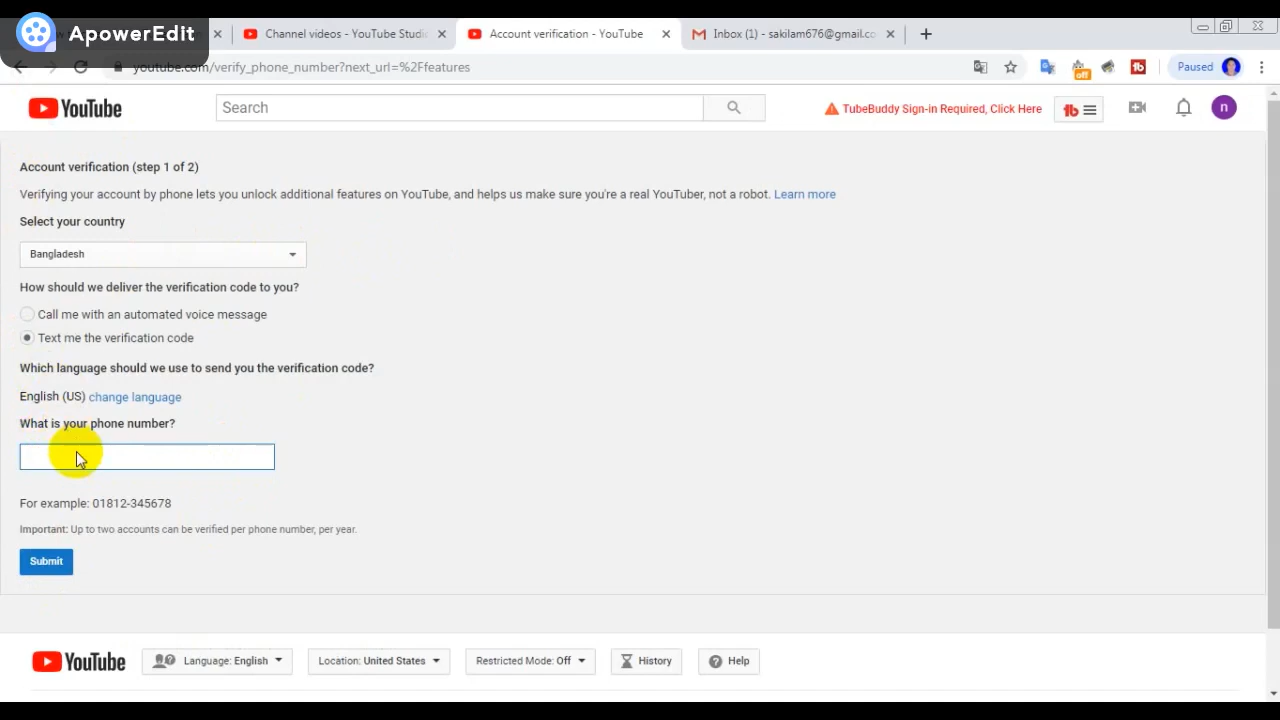 ApowerEdit
Channel videos - YouTube Studio
Account verification - YouTube
Inbox (1) - sakilam676@gmail.co
youtube.com/verify_phone_number?next_url=%2Ffeatures
off
Paused
YouTube
Search
TubeBuddy Sign-in Required, Click Here
n
Account verification (step 1 of 2)
Verifying your account by phone lets you unlock additional features on YouTube, and helps us make sure you're a real YouTuber, not a robot. Learn more
Select your country
Bangladesh
How should we deliver the verification code to you?
Call me with an automated voice message
Text me the verification code
Which language should we use to send you the verification code?
English (US) change language
What is your phone number?
For example: 01812-345678
Important: Up to two accounts can be verified per phone number, per year.
Submit
YouTube
Language: English
Location: United States
Restricted Mode: Off
History
Help